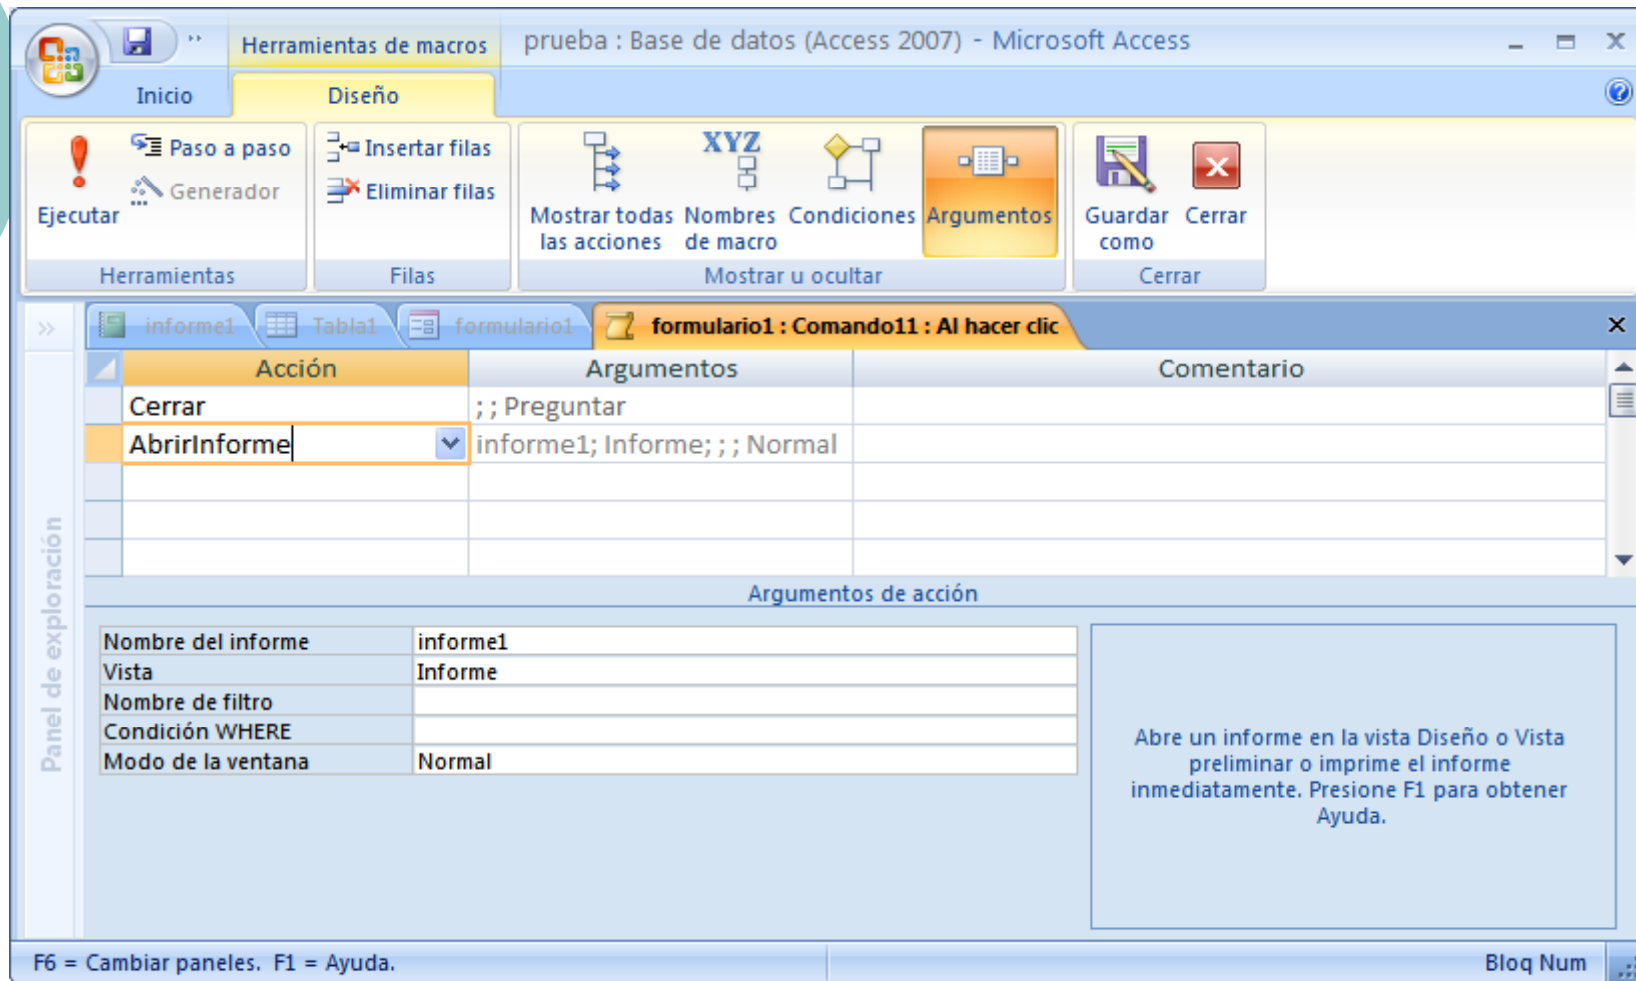 Herramientas de macros
prueba : Base de datos (Access 2007) - Microsoft Access
Inicio
Diseño
Ejecutar
Paso a paso
Generador
Herramientas
Insertar filas
Eliminar filas
Filas
Mostrar todas las acciones
XYZ
Nombres de macro
Condiciones
Argumentos
Mostrar u ocultar
Guardar como
Cerrar
Cerrar
informe1
Tabla1
formulario1
formulario1 : Comando11 : Al hacer clic
Panel de exploración
Acción Argumentos Comentario
Cerrar ; ; Preguntar
AbrirInforme informe1; Informe; ; ; Normal
Argumentos de acción
Nombre del informe informe1
Vista Informe
Nombre de filtro
Condición WHERE
Modo de la ventana Normal
Abre un informe en la vista Diseño o Vista
preliminar o imprime el informe
inmediatamente. Presione F1 para obtener
Ayuda.
F6 = Cambiar paneles. F1 = Ayuda.
Bloq Num